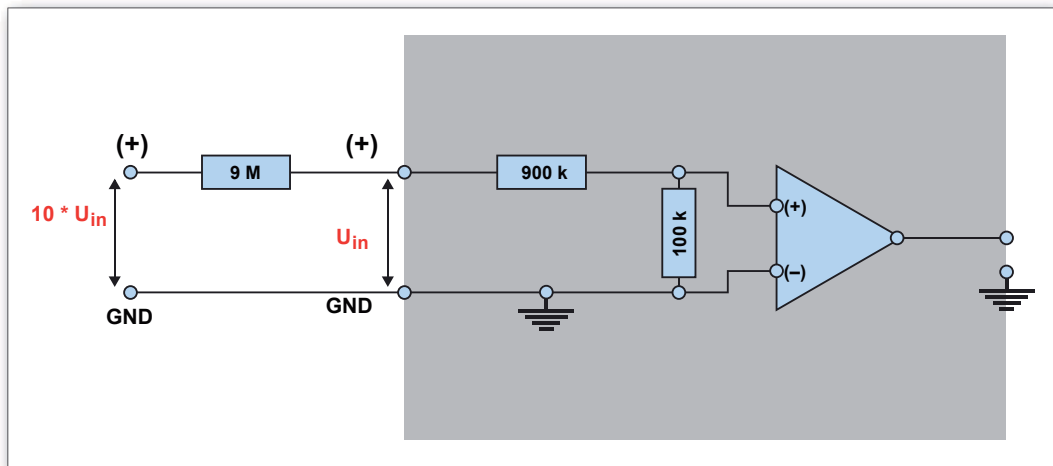 (+)
(+)
9 M
900 k
10 * Uin
Uin
100 k
(+)
(–)
GND
GND